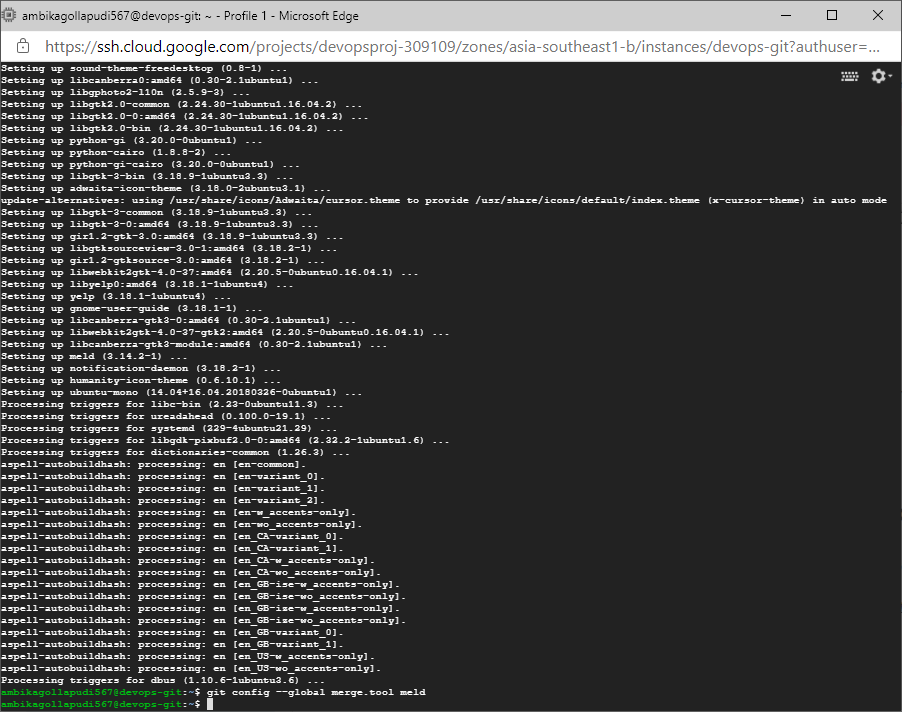 ambikagollapudi567@devops-git: ~ - Profile 1 - Microsoft Edge
https://ssh.cloud.google.com/projects/devopsproj-309109/zones/asia-southeast1-b/instances/devops-git?authuser=...
Setting up sound-theme-freedesktop (0.8-1) ...
Setting up libcanberra0:amd64 (0.30-2.1ubuntu1) ...
Setting up libgphoto2-l10n (2.5.9-3) ...
Setting up libgtk2.0-common (2.24.30-1ubuntu1.16.04.2) ...
Setting up libgtk2.0-0:amd64 (2.24.30-1ubuntu1.16.04.2) ...
Setting up libgtk2.0-bin (2.24.30-1ubuntu1.16.04.2) ...
Setting up python-gi (3.20.0-0ubuntu1) ...
Setting up python-cairo (1.8.8-2) ...
Setting up python-gi-cairo (3.20.0-0ubuntu1) ...
Setting up libgtk-3-bin (3.18.9-1ubuntu3.3) ...
Setting up adwaita-icon-theme (3.18.0-2ubuntu3.1) ...
update-alternatives: using /usr/share/icons/Adwaita/cursor.theme to provide /usr/share/icons/default/index.theme (x-cursor-theme) in auto mode
Setting up libgtk-3-common (3.18.9-1ubuntu3.3) ...
Setting up libgtk-3-0:amd64 (3.18.9-1ubuntu3.3) ...
Setting up gir1.2-gtk-3.0:amd64 (3.18.9-1ubuntu3.3) ...
Setting up libgtksourceview-3.0-1:amd64 (3.18.2-1) ...
Setting up gir1.2-gtksource-3.0:amd64 (3.18.2-1) ...
Setting up libwebkit2gtk-4.0-37:amd64 (2.20.5-0ubuntu0.16.04.1) ...
Setting up libyelp0:amd64 (3.18.1-1ubuntu4) ...
Setting up yelp (3.18.1-1ubuntu4) ...
Setting up gnome-user-guide (3.18.1-1) ...
Setting up libcanberra-gtk3-0:amd64 (0.30-2.1ubuntu1) ...
Setting up libwebkit2gtk-4.0-37-gtk2:amd64 (2.20.5-0ubuntu0.16.04.1) ...
Setting up libcanberra-gtk3-module:amd64 (0.30-2.1ubuntu1) ...
Setting up meld (3.14.2-1) ...
Setting up notification-daemon (3.18.2-1) ...
Setting up humanity-icon-theme (0.6.10.1) ...
Setting up ubuntu-mono (14.04+16.04.20180326-0ubuntu1) ...
Processing triggers for libc-bin (2.23-0ubuntu11.3) ...
Processing triggers for ureadahead (0.100.0-19.1) ...
Processing triggers for systemd (229-4ubuntu21.29) ...
Processing triggers for libgdk-pixbuf2.0-0:amd64 (2.32.2-1ubuntu1.6) ...
Processing triggers for dictionaries-common (1.26.3) ...
aspell-autobuildhash: processing: en [en-common].
aspell-autobuildhash: processing: en [en-variant_0].
aspell-autobuildhash: processing: en [en-variant_1].
aspell-autobuildhash: processing: en [en-variant_2].
aspell-autobuildhash: processing: en [en-w_accents-only].
aspell-autobuildhash: processing: en [en-wo_accents-only].
aspell-autobuildhash: processing: en [en_CA-variant_0].
aspell-autobuildhash: processing: en [en_CA-variant_1].
aspell-autobuildhash: processing: en [en_CA-w_accents-only].
aspell-autobuildhash: processing: en [en_CA-wo_accents-only].
aspell-autobuildhash: processing: en [en_GB-ise-w_accents-only].
aspell-autobuildhash: processing: en [en_GB-ise-wo_accents-only].
aspell-autobuildhash: processing: en [en_GB-ize-w_accents-only].
aspell-autobuildhash: processing: en [en_GB-ize-wo_accents-only].
aspell-autobuildhash: processing: en [en_GB-variant_0].
aspell-autobuildhash: processing: en [en_GB-variant_1].
aspell-autobuildhash: processing: en [en_US-w_accents-only].
aspell-autobuildhash: processing: en [en_US-wo_accents-only].
Processing triggers for dbus (1.10.6-1ubuntu3.6) ...
ambikagollapudi567@devops-git:~$ git config --global merge.tool meld
ambikagollapudi567@devops-git:~$